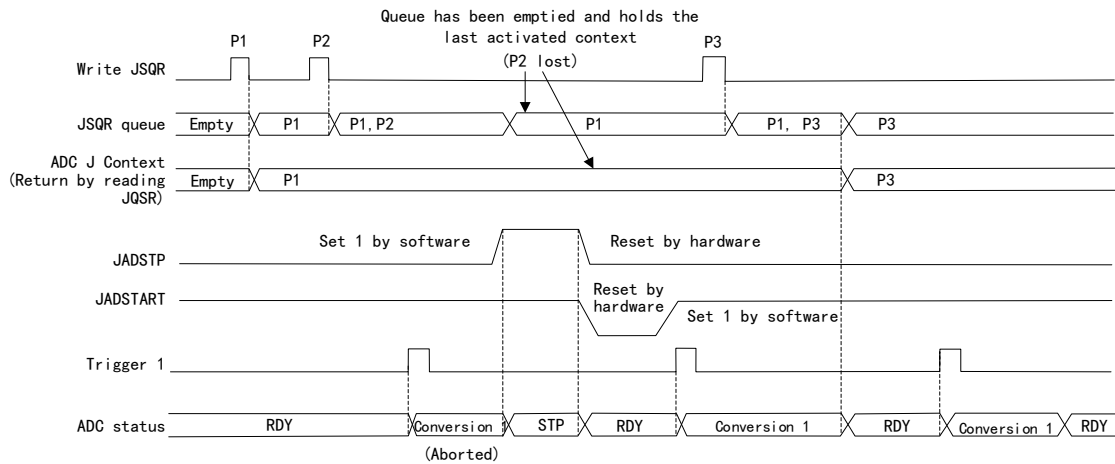 Queue has been emptied and holds the
last activated context
(P2 lost)
P1 P2 P3
Write JSQR
JSQR queue Empty P1 P1,P2 P1 P1, P3 P3
ADC J Context
(Return by reading
JQSR)
Empty P1 P3
Set 1 by software Reset by hardware
JADSTP
Reset by
hardware
JADSTART
Set 1 by software
Trigger 1
ADC status RDY Conversion STP RDY Conversion 1 RDY Conversion 1 RDY
(Aborted)